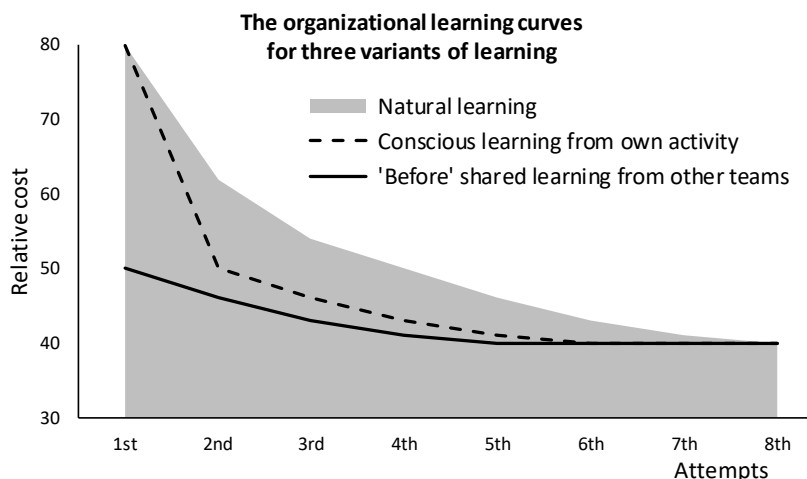 The organizational learning curves
for three variants of learning
Natural learning
Conscious learning from own activity
'Before' shared learning from other teams
Relative cost
80
70
60
50
40
30
1st 2nd 3rd 4th 5th 6th 7th 8th
Attempts